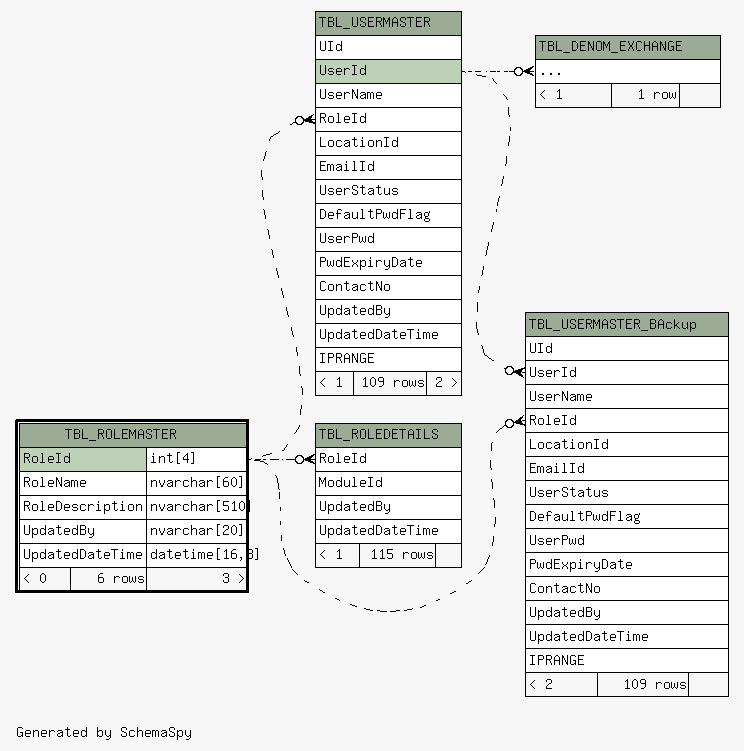 TBL_USERMASTER
UId
UserId
UserName
RoleId
LocationId
EmailId
UserStatus
DefaultPwdFlag
UserPwd
PwdExpiryDate
ContactNo
UpdatedBy
UpdatedDateTime
IPRANGE
< 1 109 rows 2 >
TBL_DENOM_EXCHANGE
...
< 1 1 row
TBL_USERMASTER_BAckup
UId
UserId
UserName
RoleId
LocationId
EmailId
UserStatus
DefaultPwdFlag
UserPwd
PwdExpiryDate
ContactNo
UpdatedBy
UpdatedDateTime
IPRANGE
< 2 109 rows
TBL_ROLEMASTER
RoleId int[4]
RoleName nvarchar[60]
RoleDescription nvarchar[510]
UpdatedBy nvarchar[20]
UpdatedDateTime datetime[16,3]
< 0 6 rows 3 >
TBL_ROLEDETAILS
RoleId
ModuleId
UpdatedBy
UpdatedDateTime
< 1 115 rows
Generated by SchemaSpy